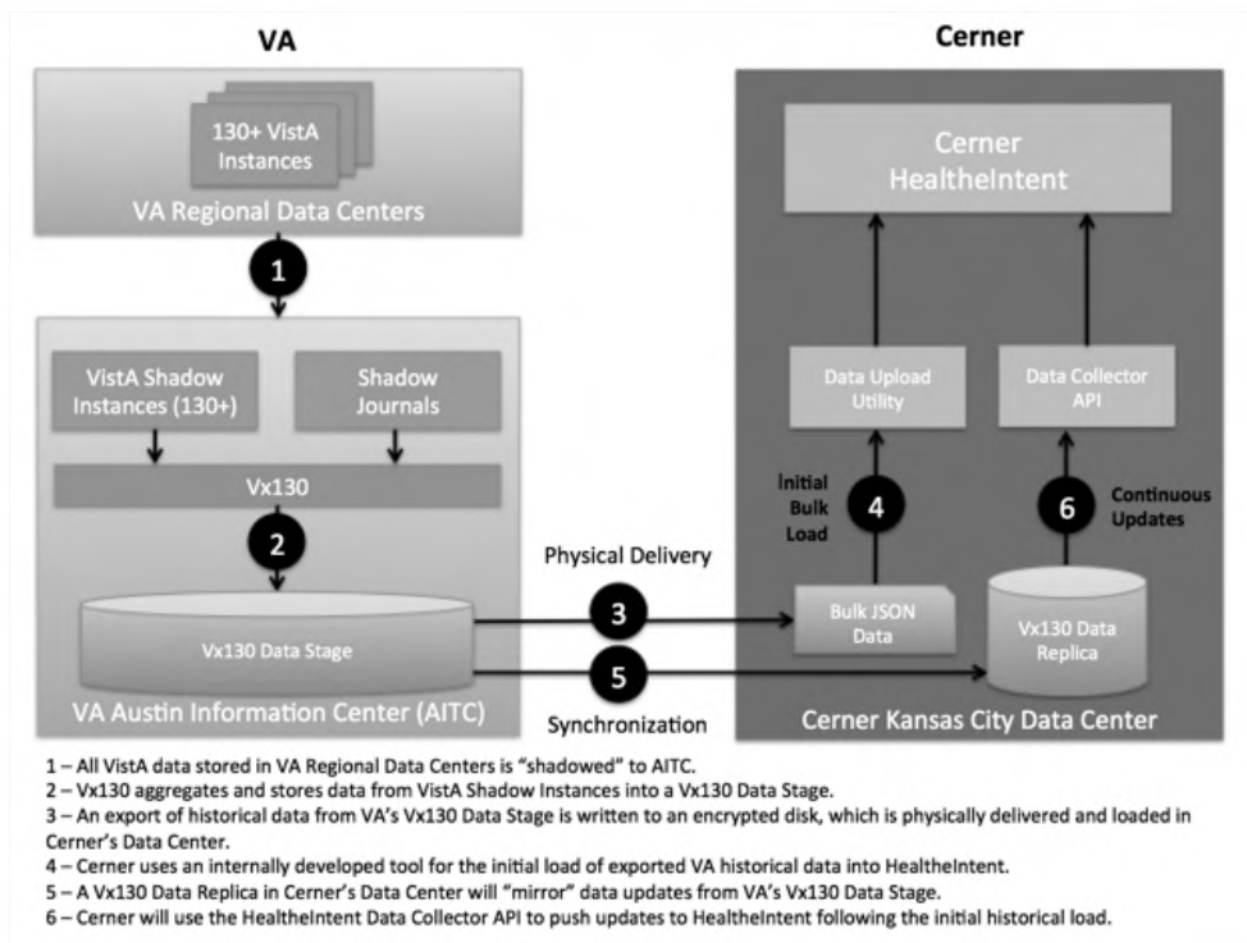 VA
Cerner
130+ VistA
Instances
VA Regional Data Centers
1
VistA Shadow
Instances (130+)
Shadow
Journals
Vx130
2
Vx130 Data Stage
VA Austin Information Center (AITC)
Physical Delivery
3
5
Synchronization
Cerner
HealtheIntent
Data Upload
Utility
Data Collector
API
Initial
Bulk
Load
4
6
Continuous
Updates
Bulk JSON
Data
Vx130 Data
Replica
Cerner Kansas City Data Center
1 – All VistA data stored in VA Regional Data Centers is “shadowed” to AITC.
2 – Vx130 aggregates and stores data from VistA Shadow Instances into a Vx130 Data Stage.
3 – An export of historical data from VA’s Vx130 Data Stage is written to an encrypted disk, which is physically delivered and loaded in
Cerner’s Data Center.
4 – Cerner uses an internally developed tool for the initial load of exported VA historical data into HealtheIntent.
5 – A Vx130 Data Replica in Cerner’s Data Center will “mirror” data updates from VA’s Vx130 Data Stage.
6 – Cerner will use the HealtheIntent Data Collector API to push updates to HealtheIntent following the initial historical load.